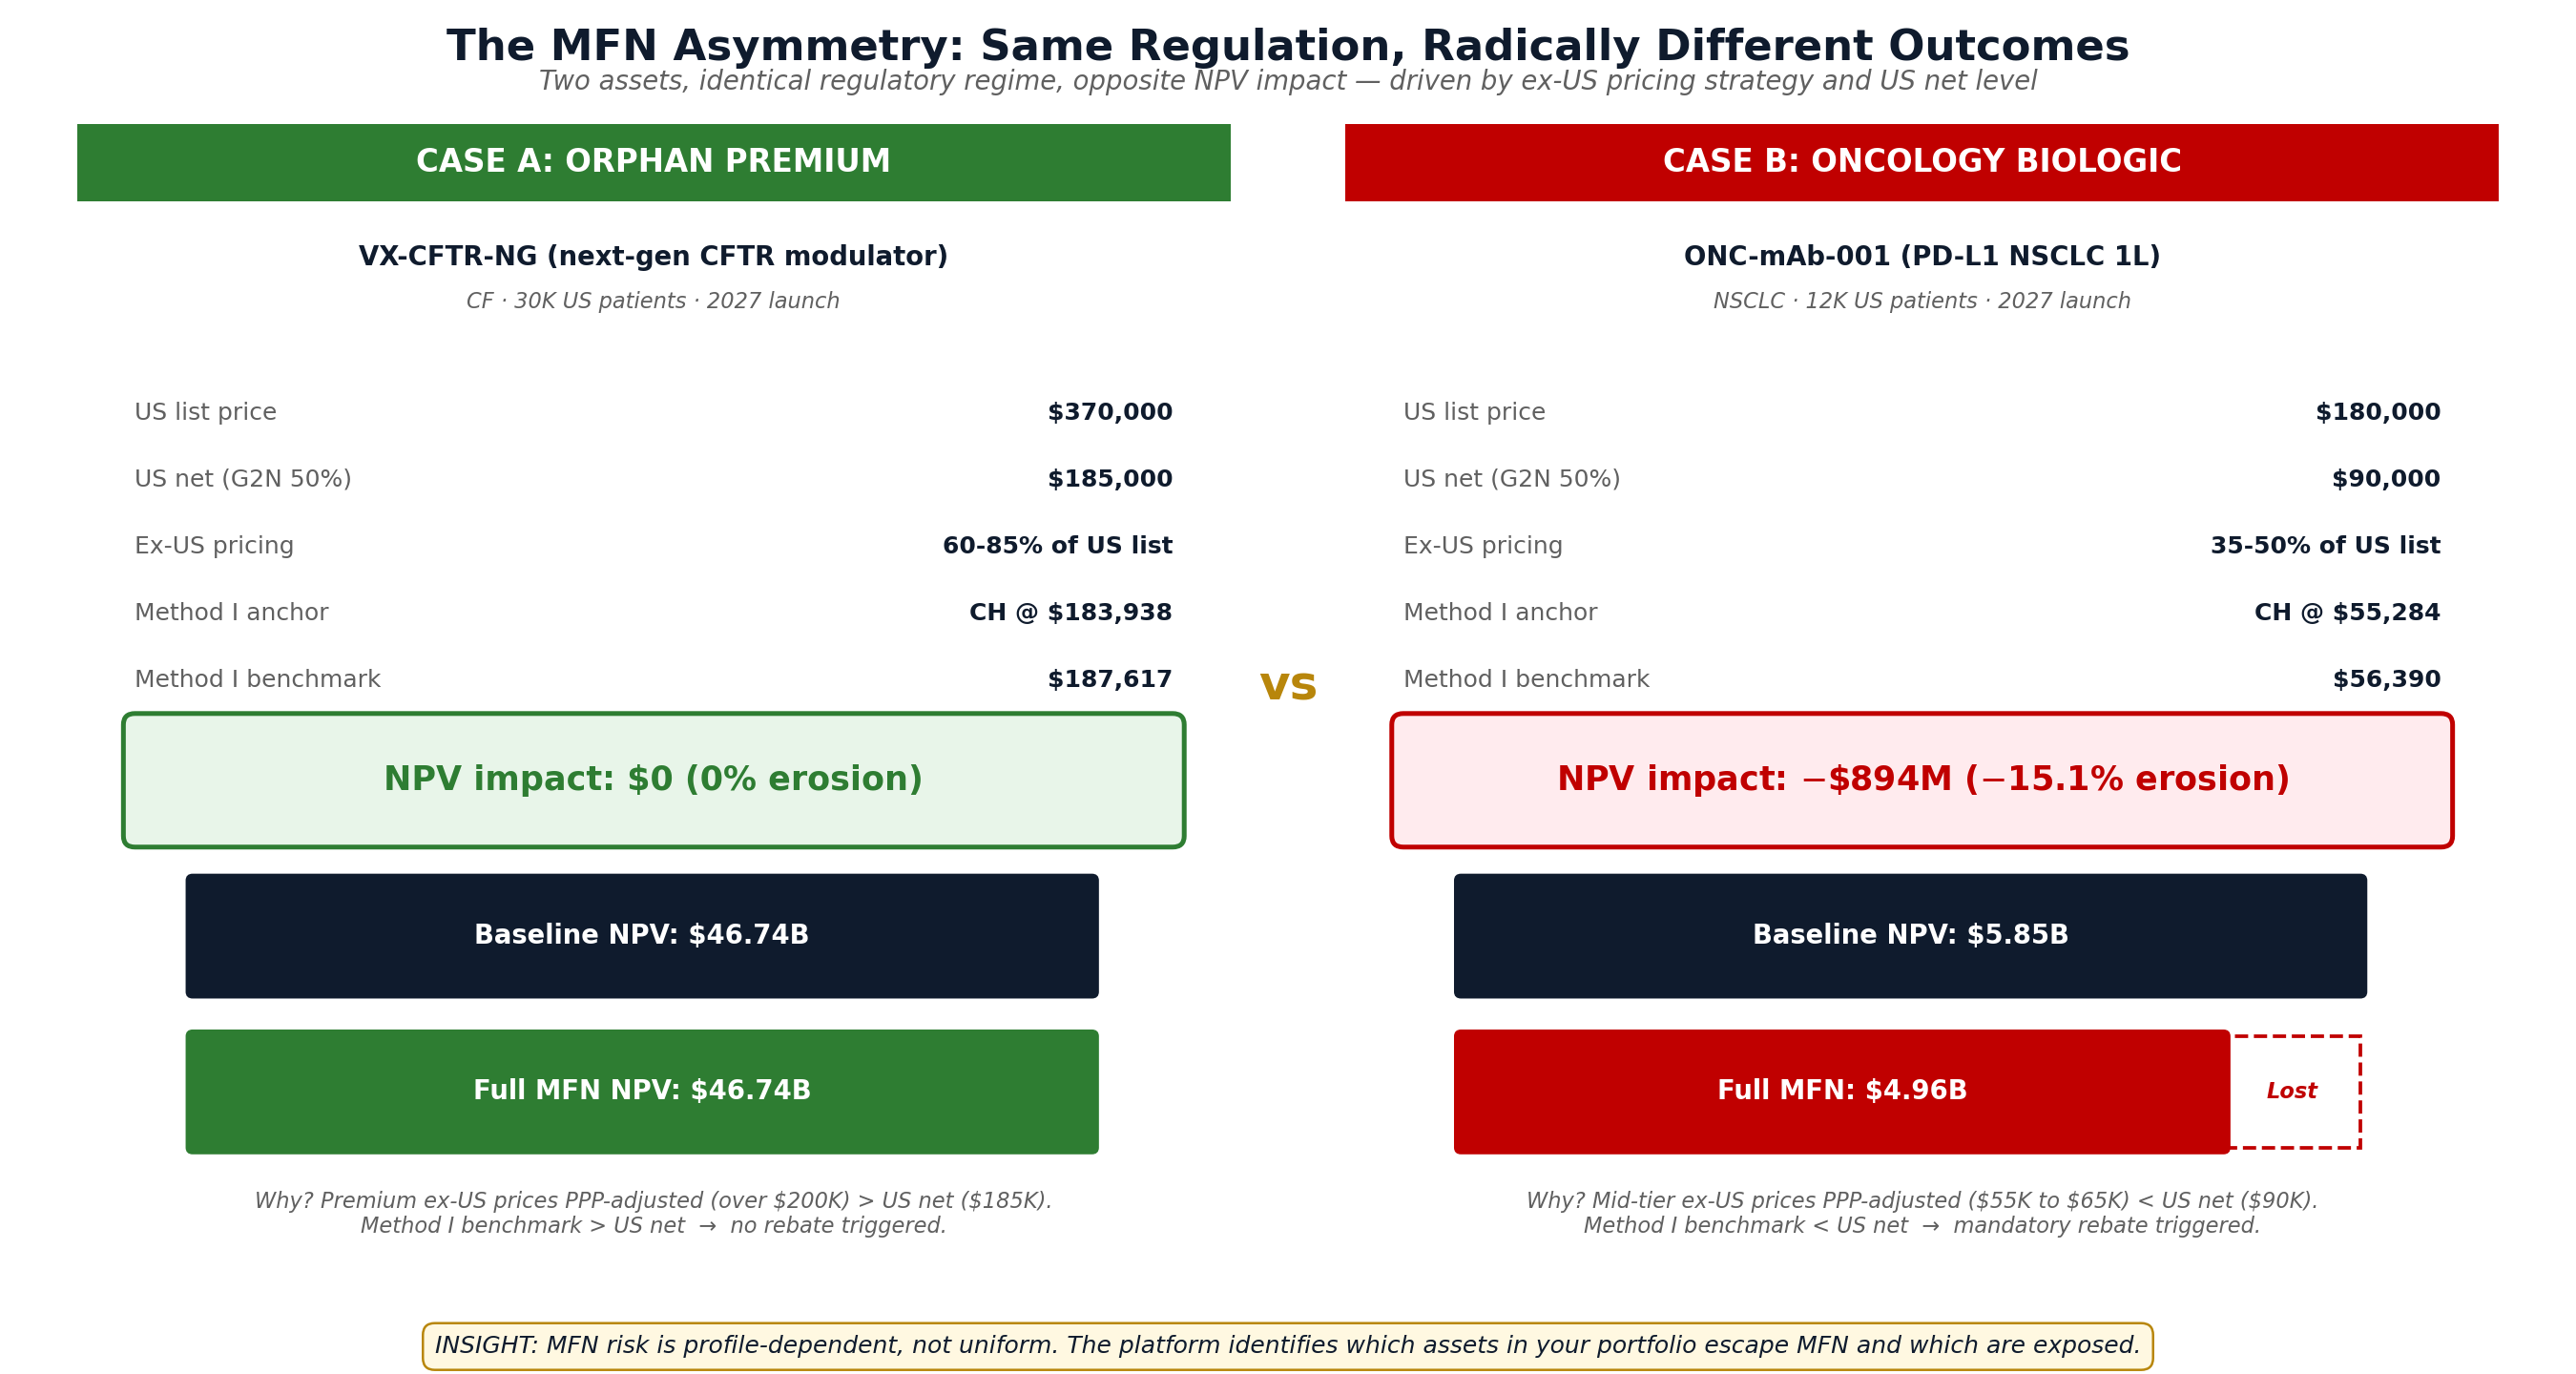 The MFN Asymmetry: Same Regulation, Radically Different Outcomes
Two assets, identical regulatory regime, opposite NPV impact — driven by ex-US pricing strategy and US net level
CASE A: ORPHAN PREMIUM
VX-CFTR-NG (next-gen CFTR modulator)
CF · 30K US patients · 2027 launch
US list price $370,000
US net (G2N 50%) $185,000
Ex-US pricing 60-85% of US list
Method I anchor CH @ $183,938
Method I benchmark $187,617
NPV impact: $0 (0% erosion)
Baseline NPV: $46.74B
Full MFN NPV: $46.74B
Why? Premium ex-US prices PPP-adjusted (over $200K) > US net ($185K).
Method I benchmark > US net → no rebate triggered.
vs
CASE B: ONCOLOGY BIOLOGIC
ONC-mAb-001 (PD-L1 NSCLC 1L)
NSCLC · 12K US patients · 2027 launch
US list price $180,000
US net (G2N 50%) $90,000
Ex-US pricing 35-50% of US list
Method I anchor CH @ $55,284
Method I benchmark $56,390
NPV impact: −$894M (−15.1% erosion)
Baseline NPV: $5.85B
Full MFN: $4.96B
Lost
Why? Mid-tier ex-US prices PPP-adjusted ($55K to $65K) < US net ($90K).
Method I benchmark < US net → mandatory rebate triggered.
INSIGHT: MFN risk is profile-dependent, not uniform. The platform identifies which assets in your portfolio escape MFN and which are exposed.